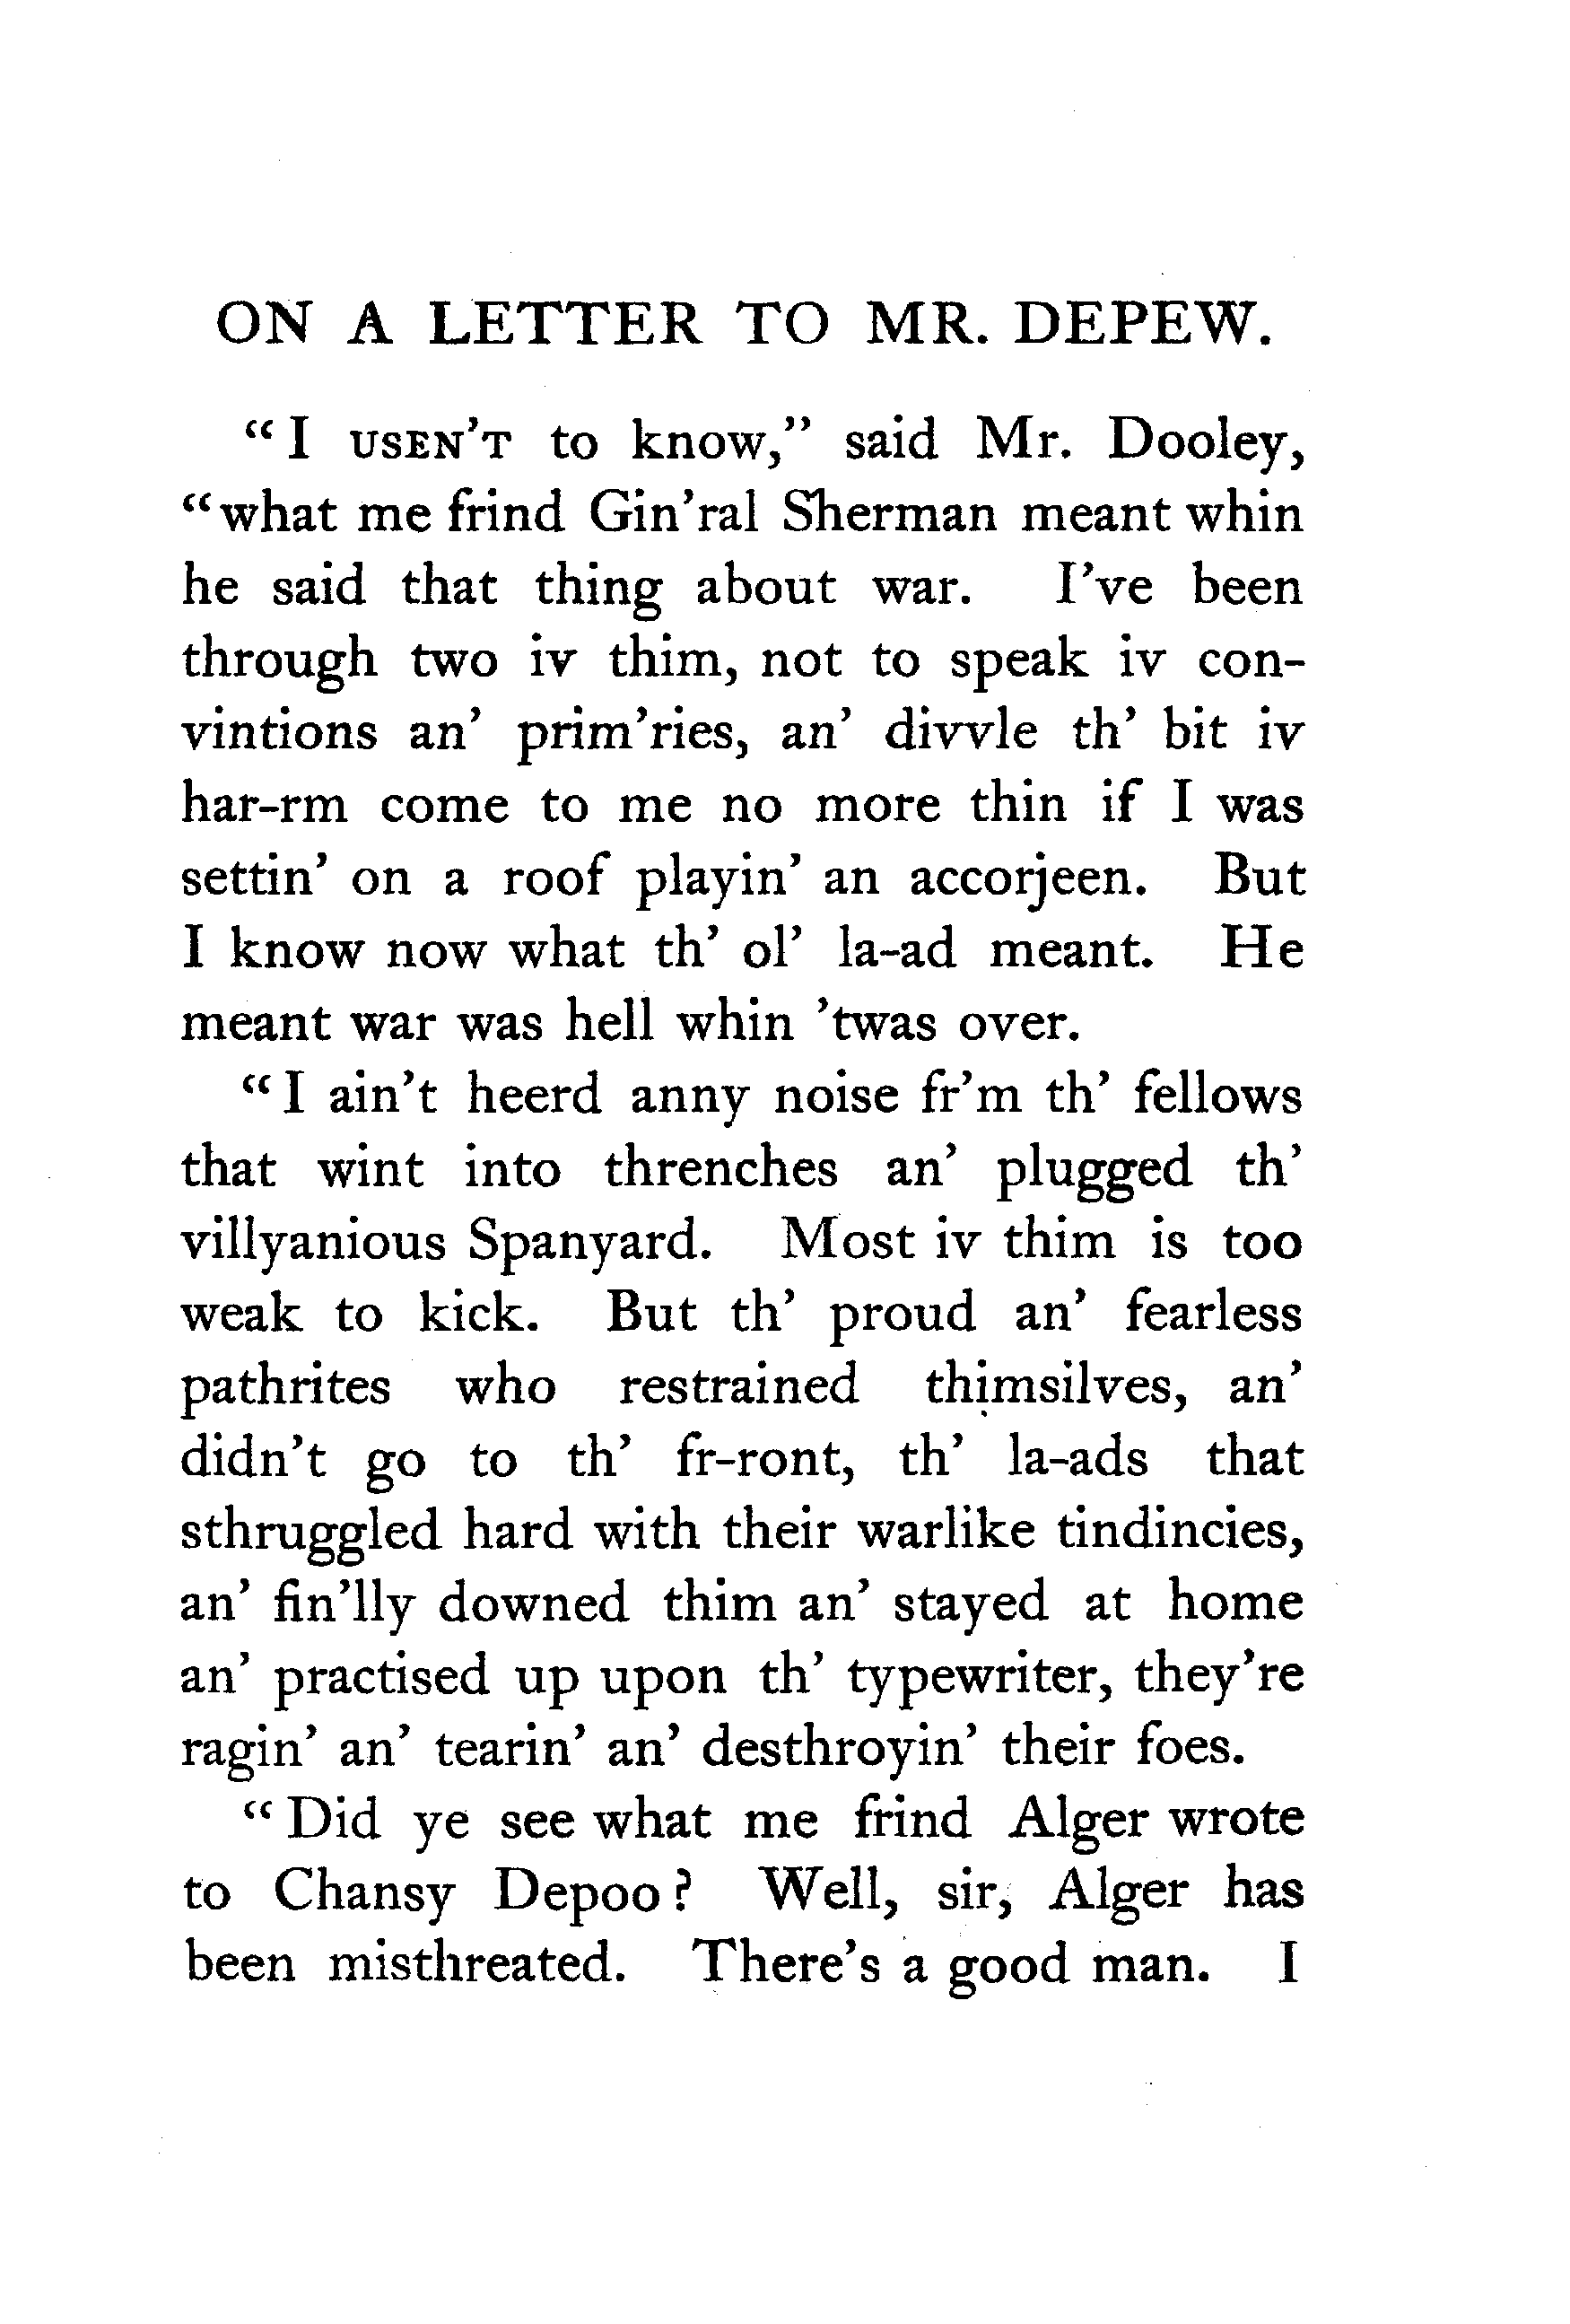 ON A LETTER TO MR. DEPEW.
“I USEN’T to know,” said Mr. Dooley,
“what me frind Gin’ral Sherman meant whin
he said that thing about war. I’ve been
through two iv thim, not to speak iv con-
vintions an’ prim’ries, an’ divvle th’ bit iv
har-rm come to me no more thin if I was
settin’ on a roof playin’ an accorjeen. But
I know now what th’ ol’ la-ad meant. He
meant war was hell whin ’twas over.
“I ain’t heerd anny noise fr’m th’ fellows
that wint into threnches an’ plugged th’
villyanious Spanyard. Most iv thim is too
weak to kick. But th’ proud an’ fearless
pathrites who restrained thimsilves, an’
didn’t go to th’ fr-ront, th’ la-ads that
sthruggled hard with their warlike tindincies,
an’ fin’lly downed thim an’ stayed at home
an’ practised up upon th’ typewriter, they’re
ragin’ an’ tearin’ an’ desthroyin’ their foes.
“Did ye see what me frind Alger wrote
to Chansy Depoo? Well, sir, Alger has
been misthreated. There’s a good man. I